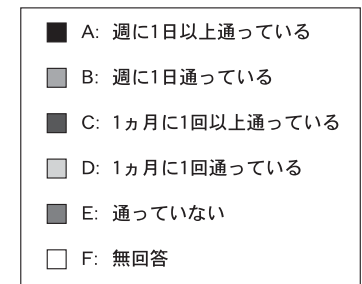 A: 週に1日以上通っている
B: 週に1日通っている
C: 1ヵ月に1回以上通っている
D: 1ヵ月に1回通っている
E: 通っていない
F: 無回答